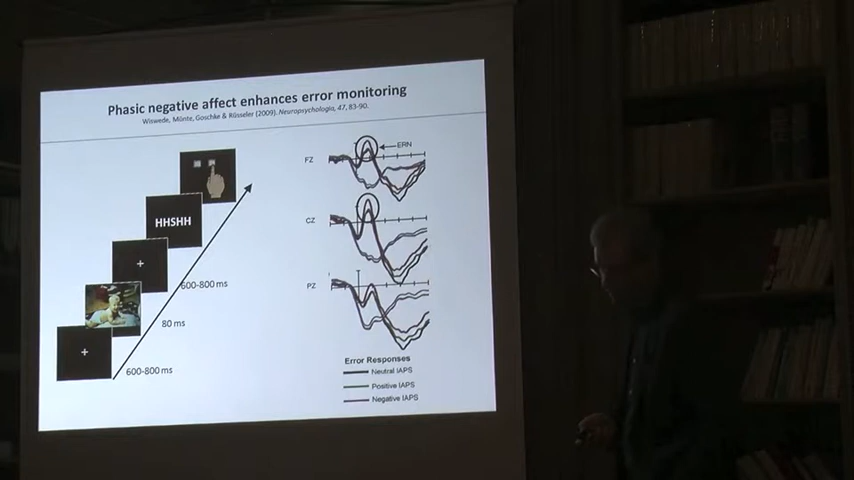 Phasic negative affect enhances error monitoring
Wiswede, Münte, Goschke & Rüsseler (2009). Neuropsychologia, 47, 83-90.
HHSHH
+
+
600-800 ms
80 ms
600-800 ms
FZ
ERN
CZ
PZ
Error Responses
Neutral IAPS
Positive IAPS
Negative IAPS